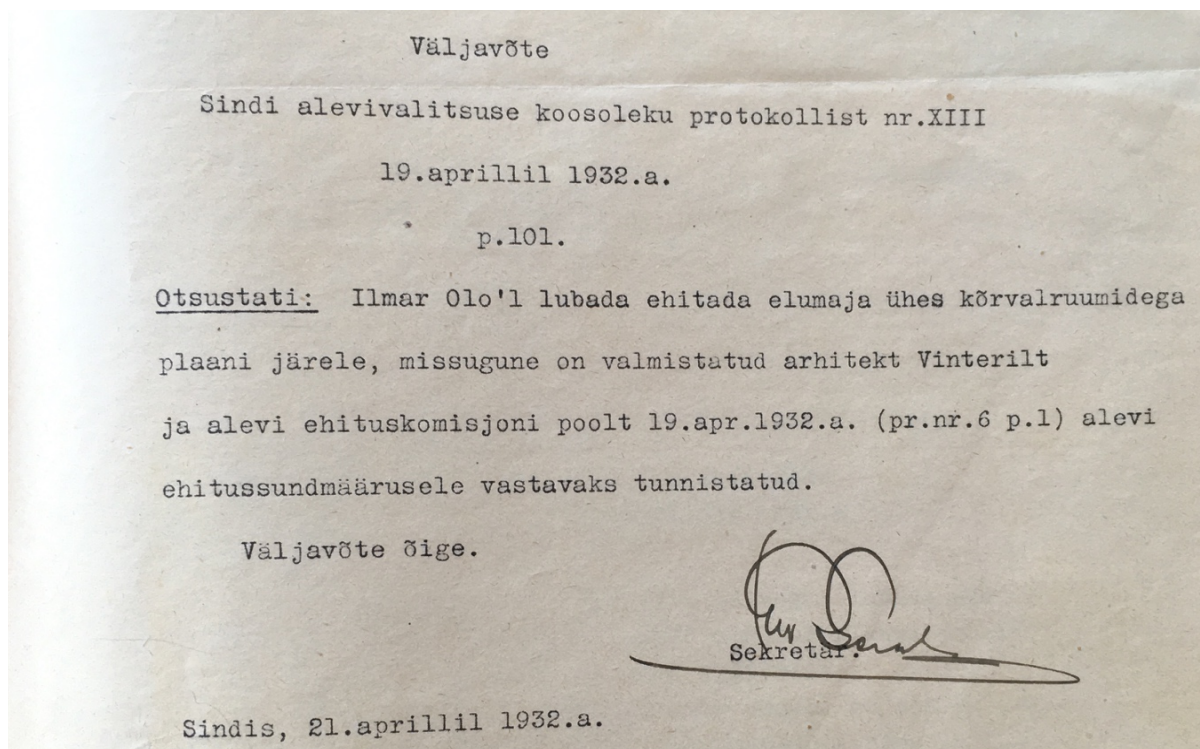 Väljavõte
Sindi alevivalitsuse koosoleku protokollist nr.XIII
19.aprillil 1932.a.
p.101.
Otsustati: Ilmar Olo'l lubada ehitada elumaja ühes kõrvalruumidega
plaani järele, missugune on valmistatud arhitekt Vinterilt
ja alevi ehituskomisjoni poolt 19.apr.1932.a. (pr.nr.6 p.1) alevi
ehitussundmäärusele vastavaks tunnistatud.
Väljavõte õige.
Sekretär.
Sindis, 21.aprillil 1932.a.